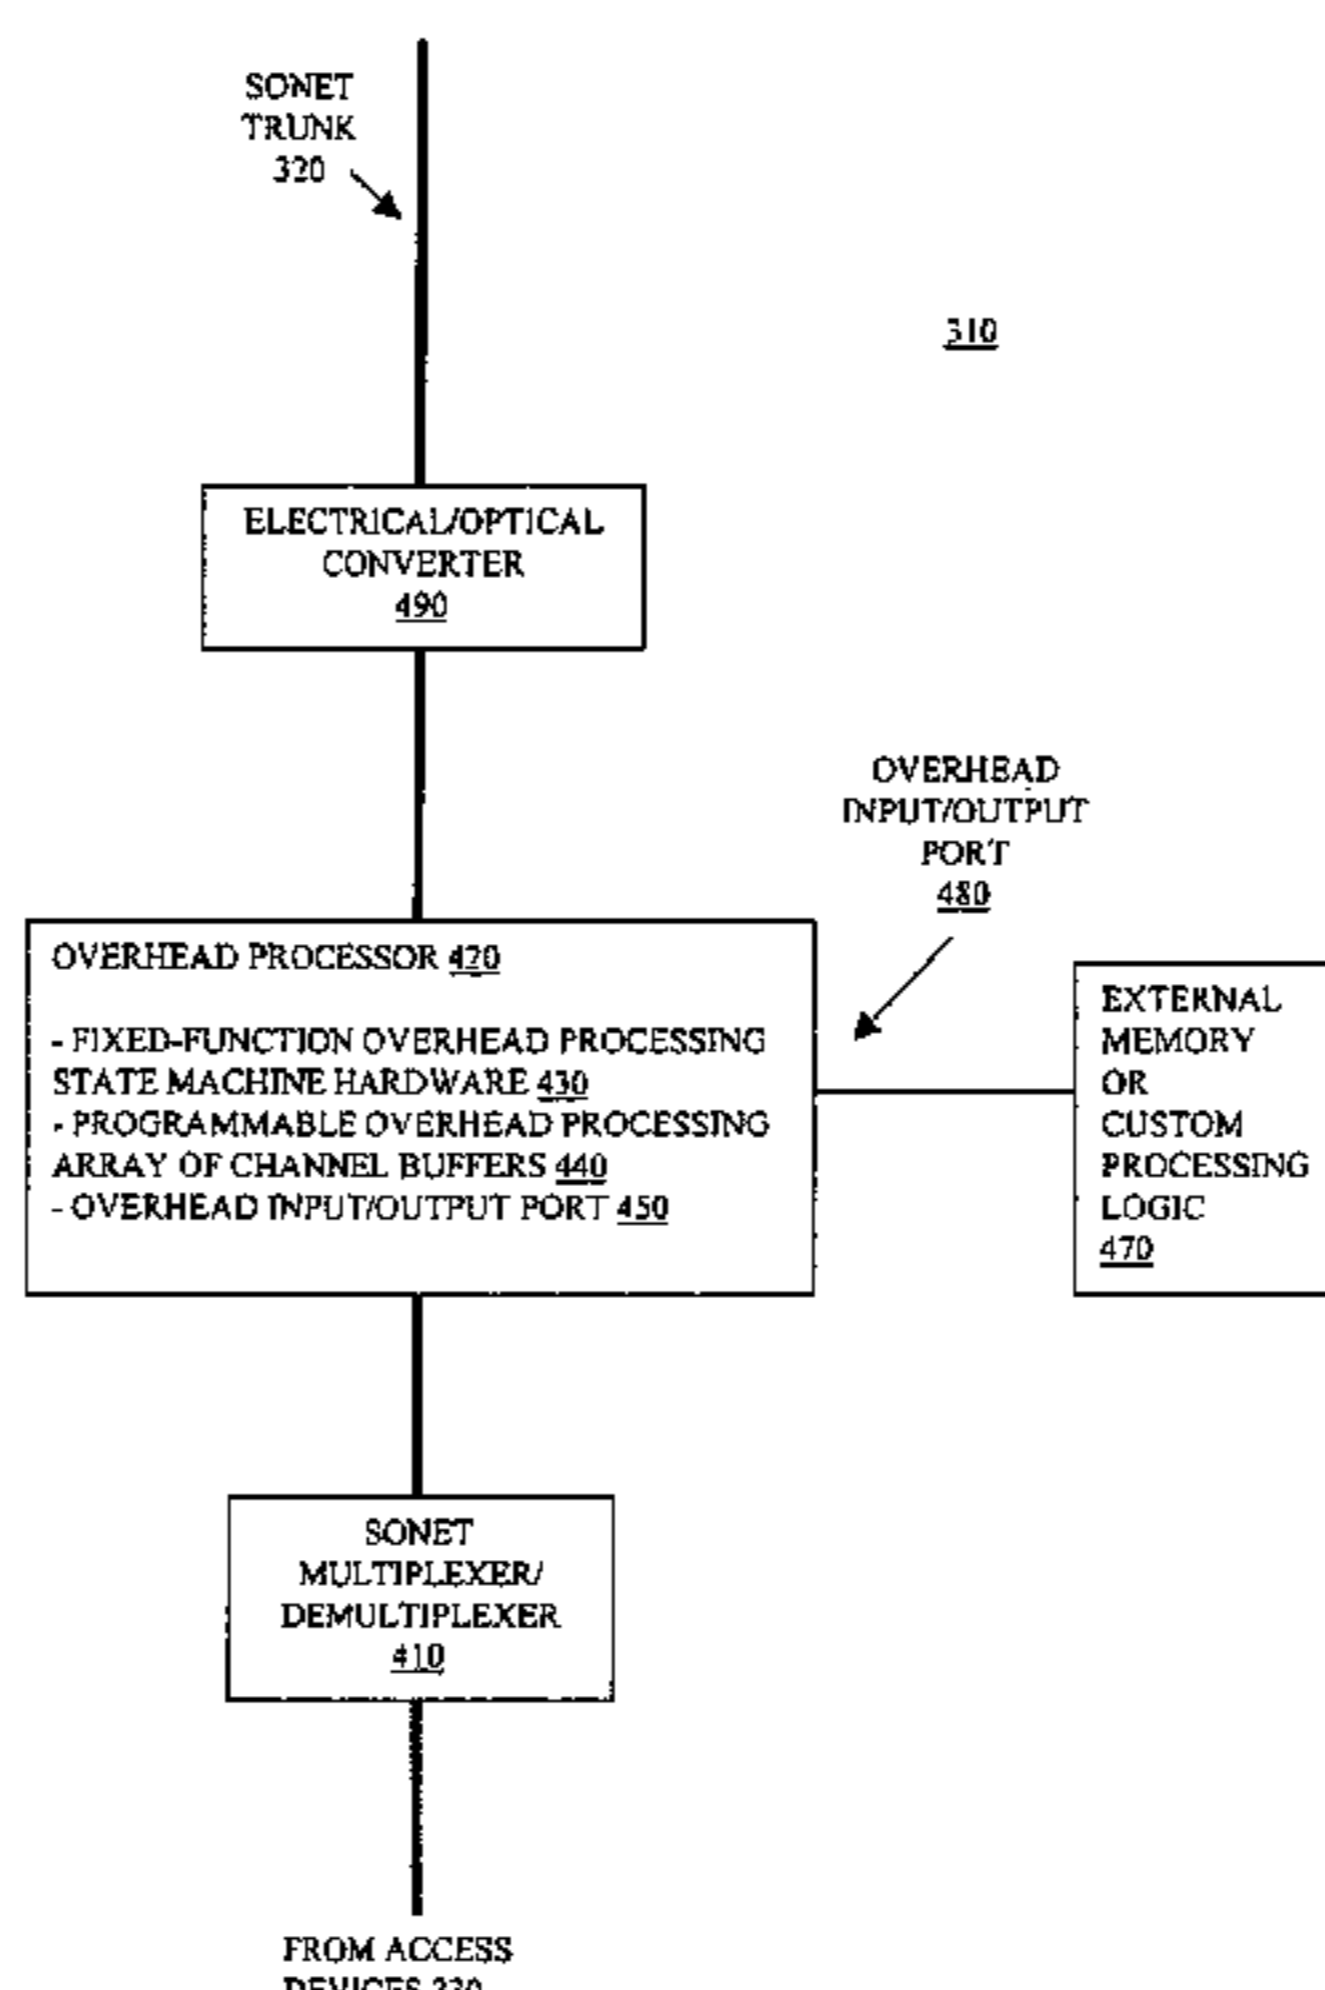 SONET
TRUNK
320
310
ELECTRICAL/OPTICAL
CONVERTER
490
OVERHEAD
INPUT/OUTPUT
PORT
480
OVERHEAD PROCESSOR 420
- FIXED-FUNCTION OVERHEAD PROCESSING
STATE MACHINE HARDWARE 430
- PROGRAMMABLE OVERHEAD PROCESSING
ARRAY OF CHANNEL BUFFERS 440
- OVERHEAD INPUT/OUTPUT PORT 450
EXTERNAL
MEMORY
OR
CUSTOM
PROCESSING
LOGIC
470
SONET
MULTIPLEXER/
DEMULTIPLEXER
410
FROM ACCESS
DEVICES